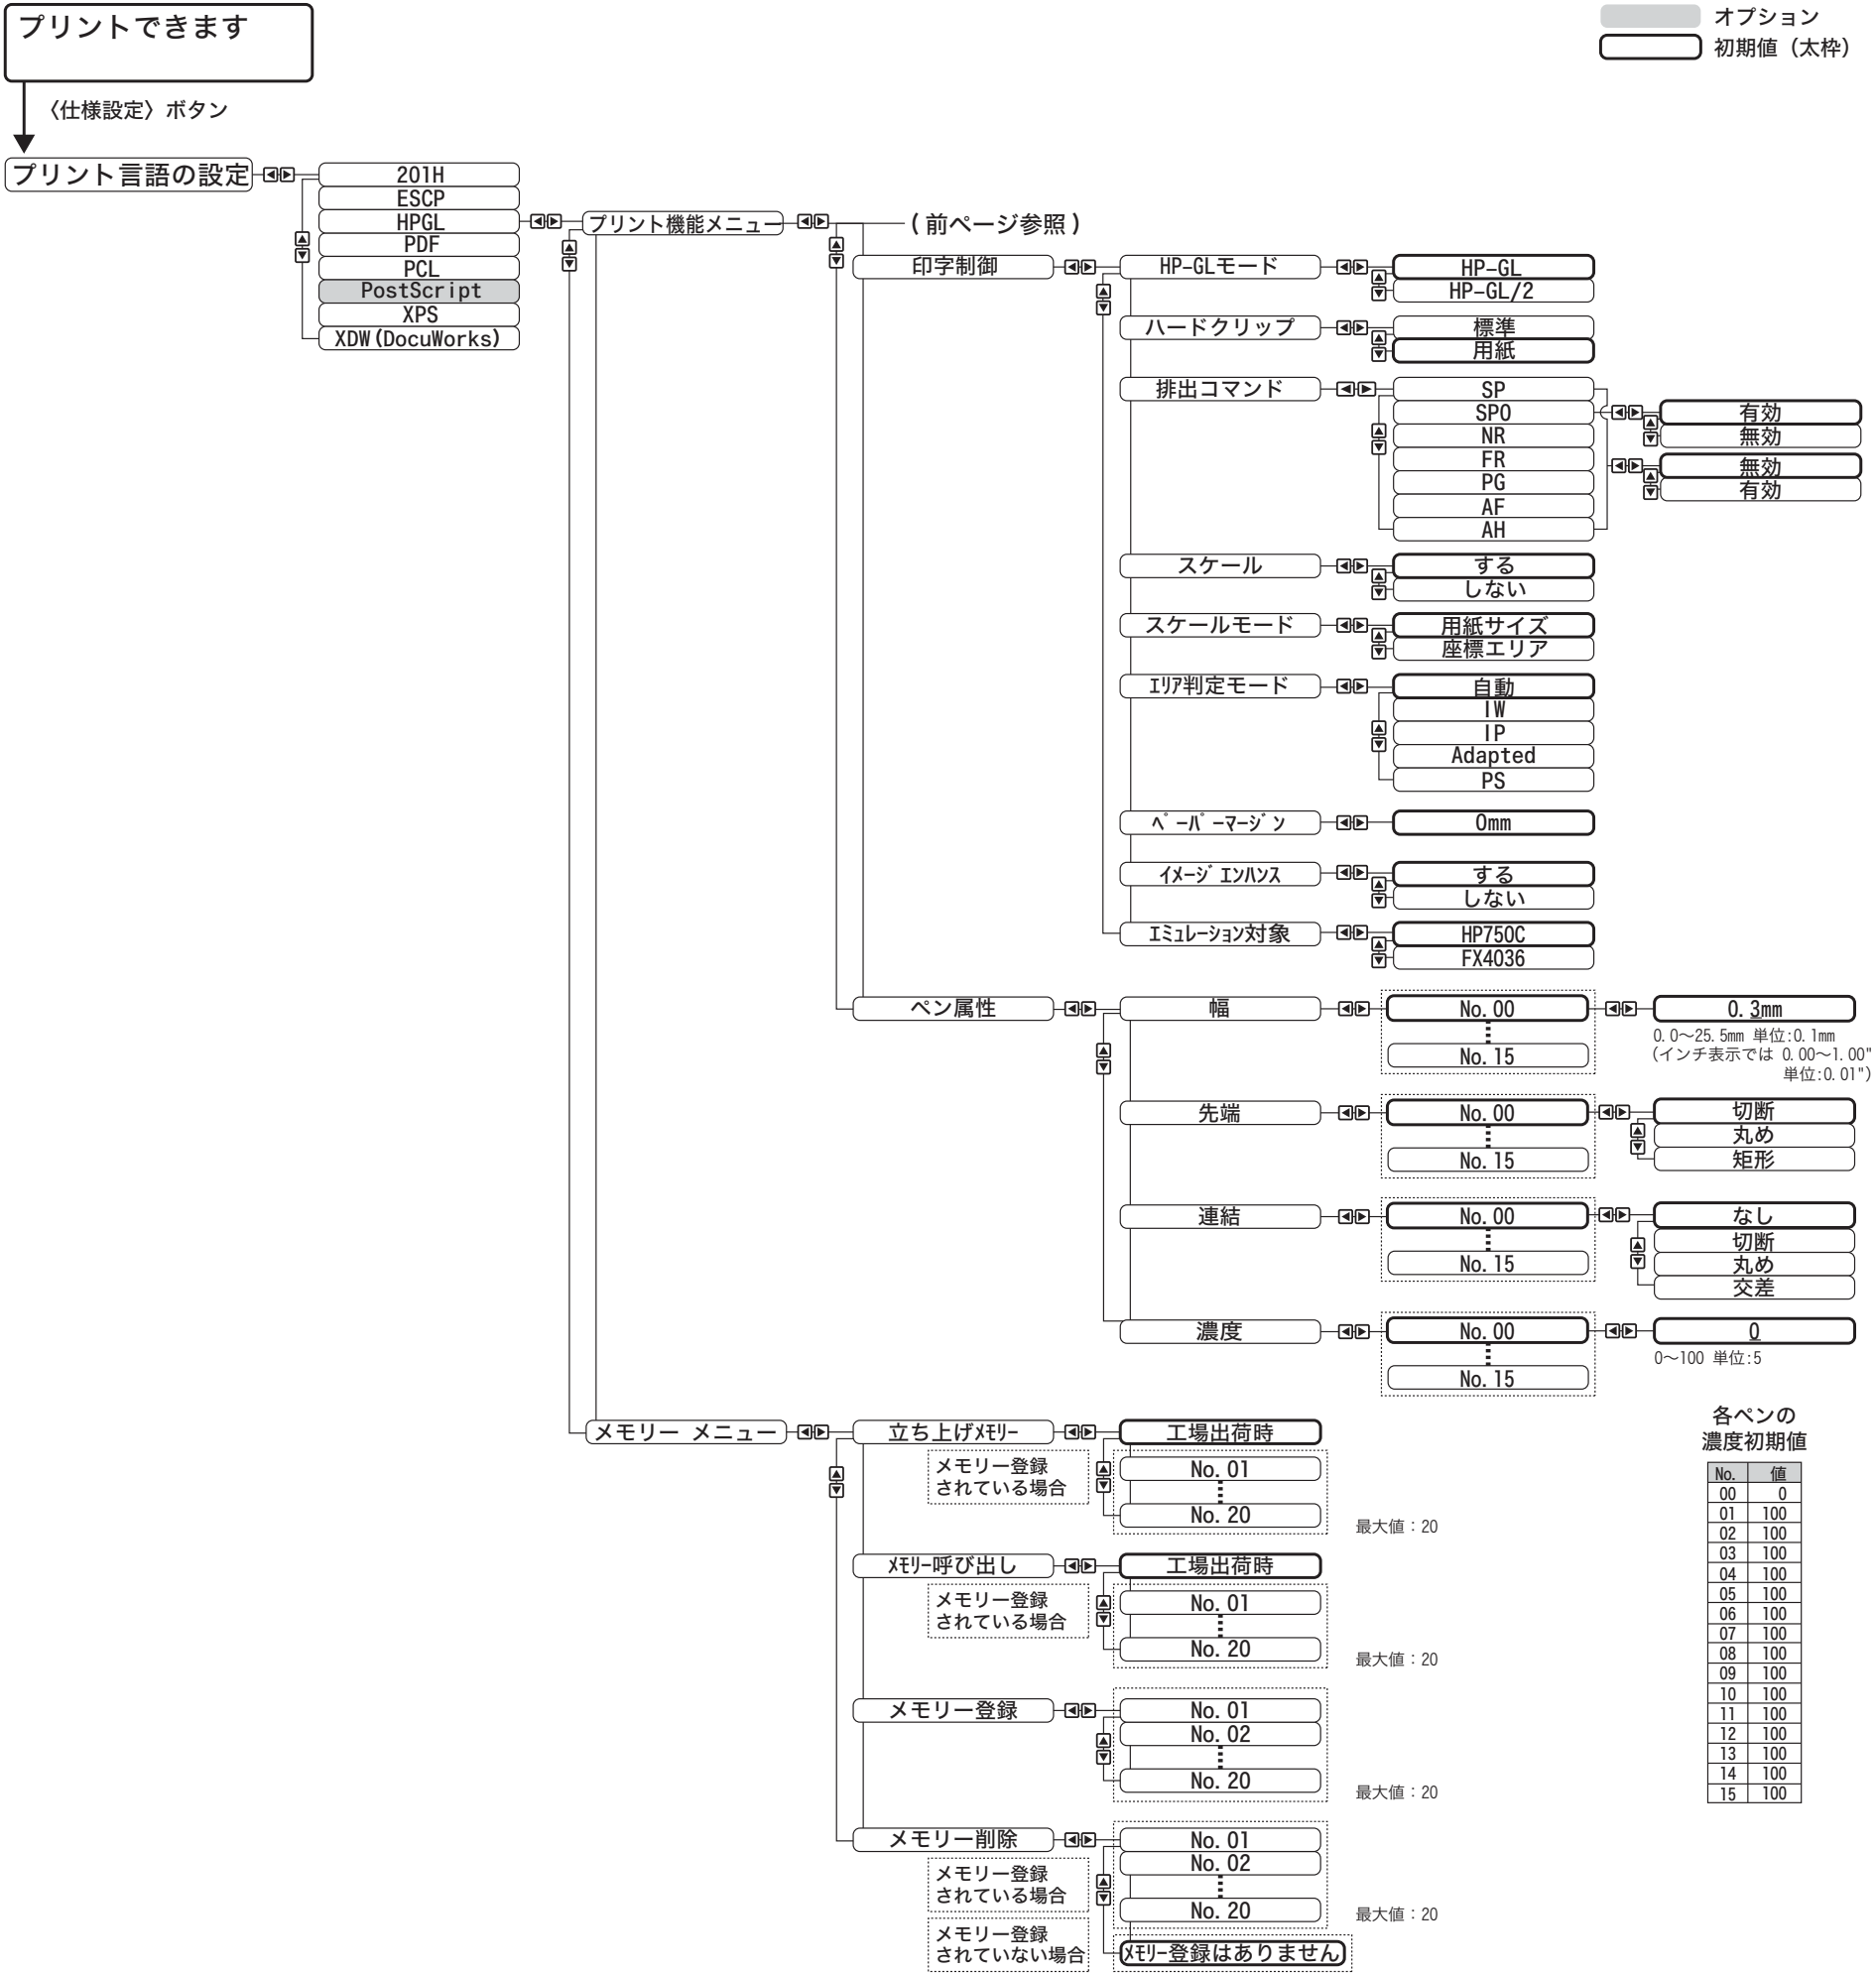 プリントできます
オプション
初期値（太枠）
〈仕様設定〉ボタン
プリント言語の設定
201H
ESCP
HPGL
PDF
PCL
PostScript
XPS
XDW(DocuWorks)
プリント機能メニュー
(前ページ参照)
印字制御
HP-GLモード
HP-GL
HP-GL/2
ハードクリップ
標準
用紙
排出コマンド
SP
SPO
NR
FR
PG
AF
AH
有効
無効
無効
有効
スケール
する
しない
スケールモード
用紙サイズ
座標エリア
ｴﾘｱ判定モード
自動
IW
IP
Adapted
PS
ﾍﾟｰﾊﾟｰﾏｰｼﾞﾝ
0mm
ｲﾒｰｼﾞｴﾝﾊﾝｽ
する
しない
ｴﾐｭﾚｰｼｮﾝ対象
HP750C
FX4036
ペン属性
幅
No.00
No.15
0.3mm
0.0～25.5mm 単位:0.1mm
(インチ表示では 0.00～1.00"
単位:0.01")
先端
No.00
No.15
切断
丸め
矩形
連結
No.00
No.15
なし
切断
丸め
交差
濃度
No.00
No.15
0
0～100 単位:5
メモリー メニュー
立ち上げﾒﾓﾘｰ
工場出荷時
メモリー登録
されている場合
No.01
No.20
最大値：20
ﾒﾓﾘｰ呼び出し
工場出荷時
メモリー登録
されている場合
No.01
No.20
最大値：20
メモリー登録
No.01
No.02
No.20
最大値：20
メモリー削除
No.01
No.02
No.20
メモリー登録
されている場合
最大値：20
メモリー登録
されていない場合
ﾒﾓﾘｰ登録はありません
各ペンの
濃度初期値
No. 値
00 0
01 100
02 100
03 100
04 100
05 100
06 100
07 100
08 100
09 100
10 100
11 100
12 100
13 100
14 100
15 100